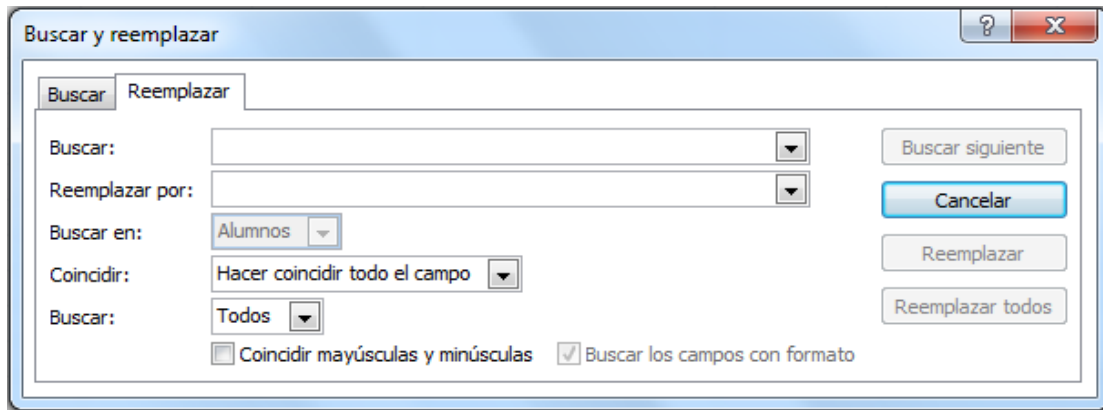 Buscar y reemplazar
Buscar Reemplazar
Buscar: Buscar siguiente
Reemplazar por: Cancelar
Buscar en: Alumnos
Reemplazar
Coincidir: Hacer coincidir todo el campo
Buscar: Todos Reemplazar todos
Coincidir mayúsculas y minúsculas Buscar los campos con formato